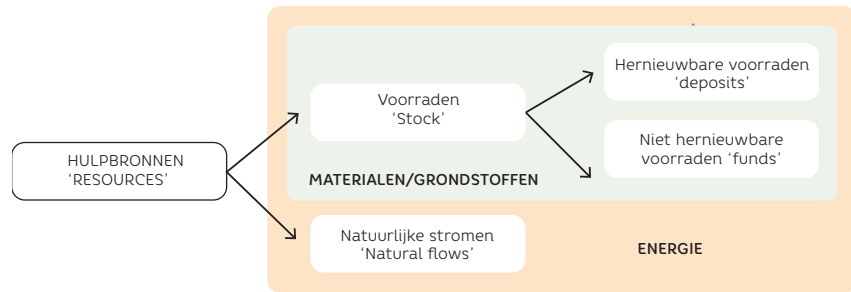 HULPBRONNEN
‘RESOURCES’
Voorraden
‘Stock’
Hernieuwbare voorraden
‘deposits’
Niet hernieuwbare
voorraden ‘funds’
MATERIALEN/GRONDSTOFFEN
Natuurlijke stromen
‘Natural flows’
ENERGIE